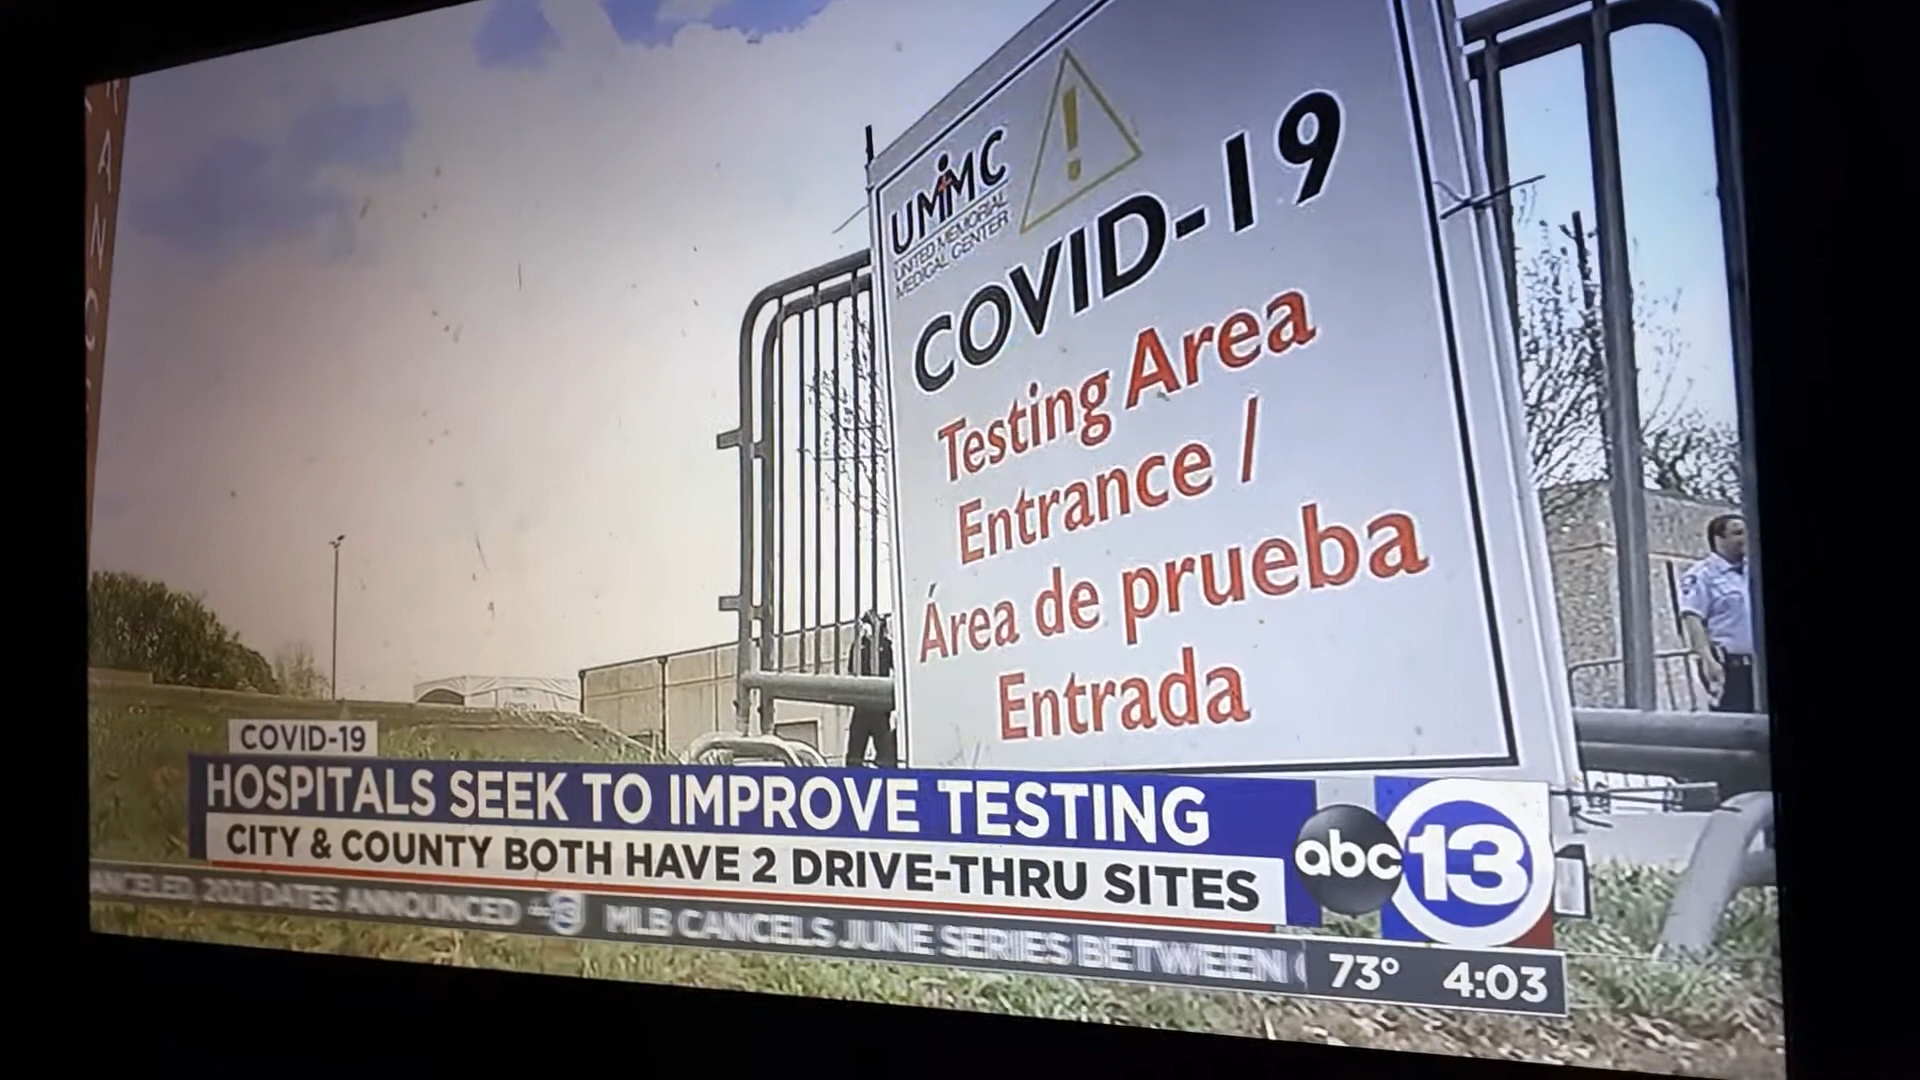 UMMC
UNITED MEMORIAL
MEDICAL CENTER
!
COVID-19
Testing Area
Entrance /
Área de prueba
Entrada
COVID-19
HOSPITALS SEEK TO IMPROVE TESTING
CITY & COUNTY BOTH HAVE 2 DRIVE-THRU SITES
abc 13
2021 DATES ANNOUNCED 13 MLB CANCELS JUNE SERIES BETWEEN
73° 4:03